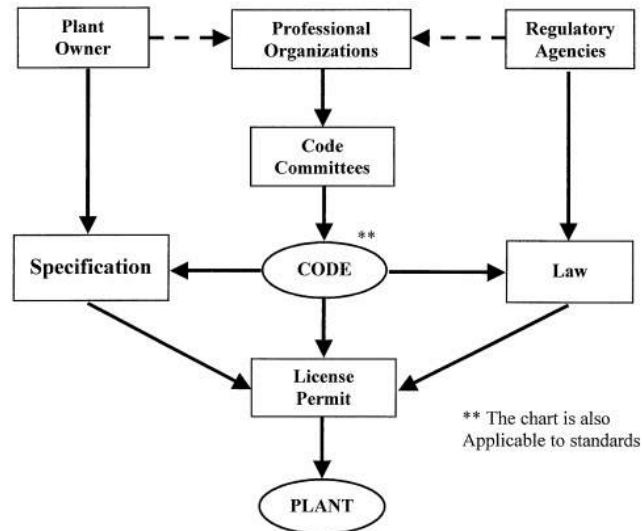 Plant
Owner
Professional
Organizations
Regulatory
Agencies
Code
Committees
**
Specification
CODE
Law
License
Permit
** The chart is also
Applicable to standards
PLANT